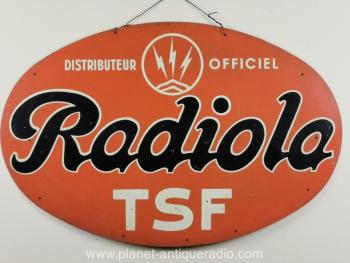 DISTRIBUTEUR OFFICIEL
Radiola
TSF
www.planet-antiqueradio.com